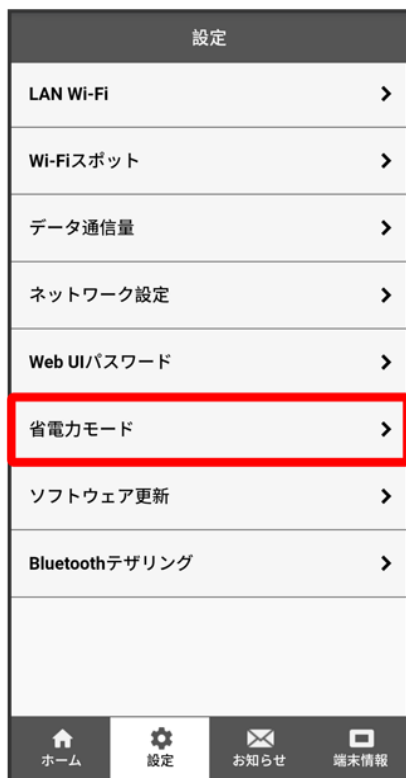 設定
LAN Wi-Fi
Wi-Fiスポット
データ通信量
ネットワーク設定
Web UIパスワード
省電力モード
ソフトウェア更新
Bluetoothテザリング
ホーム 設定 お知らせ 端末情報